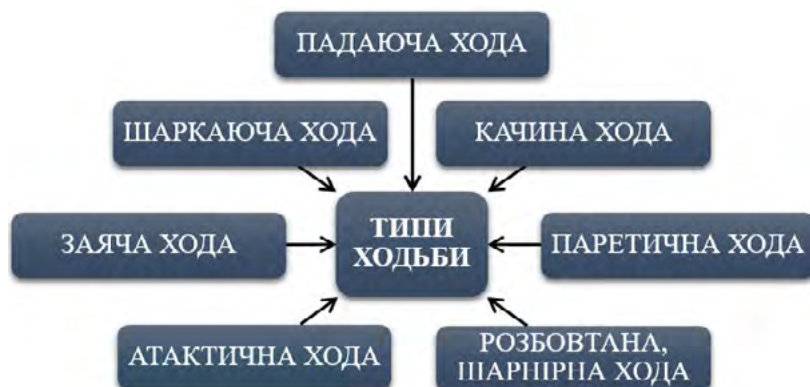 ПАДАЮЧА ХОДА
ШАРКАЮЧА ХОДА
КАЧИНА ХОДА
ЗАЯЧА ХОДА
ТИПИ
ХОДЬБИ
ПАРЕТИЧНА ХОДА
АТАКТИЧНА ХОДА
РОЗБОВТАНА,
ШАРНІРНА ХОДА